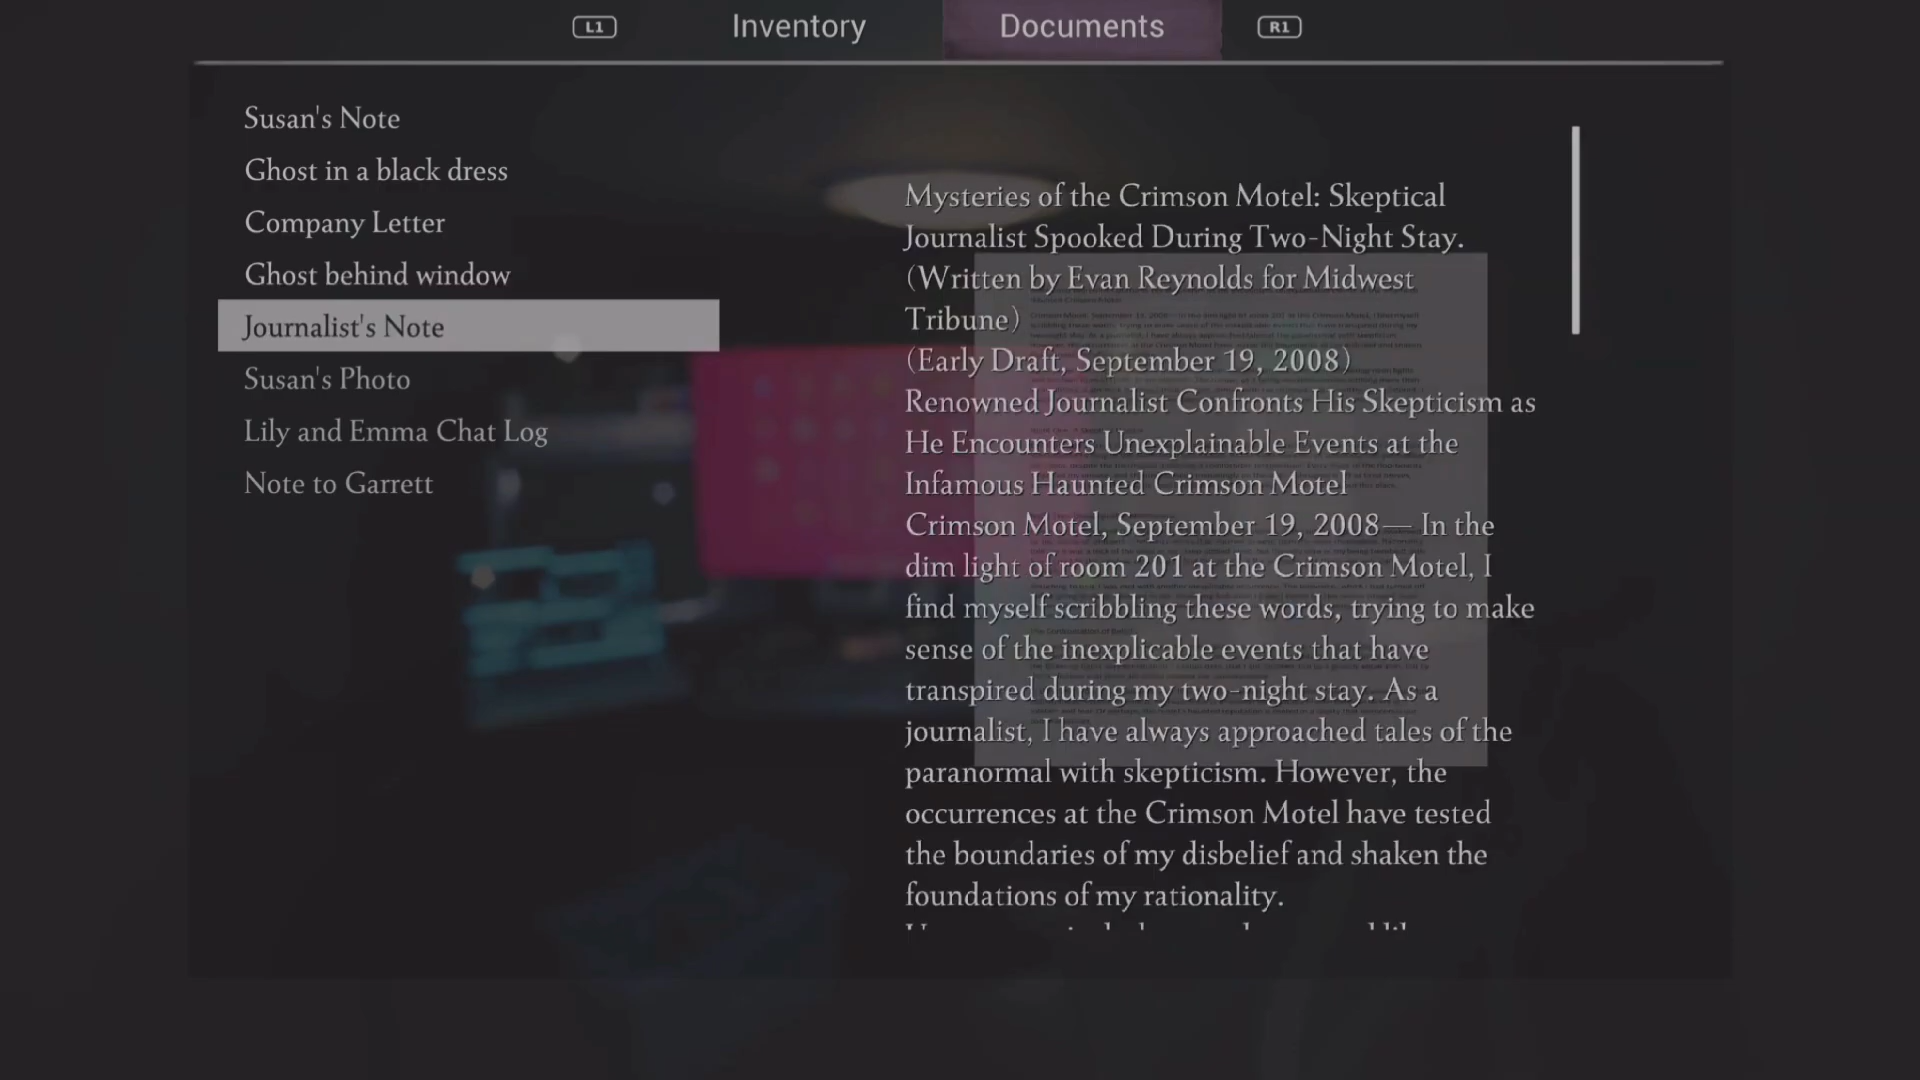 L1
Inventory
Documents
R1
Susan's Note
Ghost in a black dress
Company Letter
Ghost behind window
Journalist's Note
Susan's Photo
Lily and Emma Chat Log
Note to Garrett
Mysteries of the Crimson Motel: Skeptical
Journalist Spooked During Two-Night Stay.
(Written by Evan Reynolds for Midwest
Tribune)
(Early Draft, September 19, 2008)
Renowned Journalist Confronts His Skepticism as
He Encounters Unexplainable Events at the
Infamous Haunted Crimson Motel
Crimson Motel, September 19, 2008— In the
dim light of room 201 at the Crimson Motel, I
find myself scribbling these words, trying to make
sense of the inexplicable events that have
transpired during my two-night stay. As a
journalist, I have always approached tales of the
paranormal with skepticism. However, the
occurrences at the Crimson Motel have tested
the boundaries of my disbelief and shaken the
foundations of my rationality.